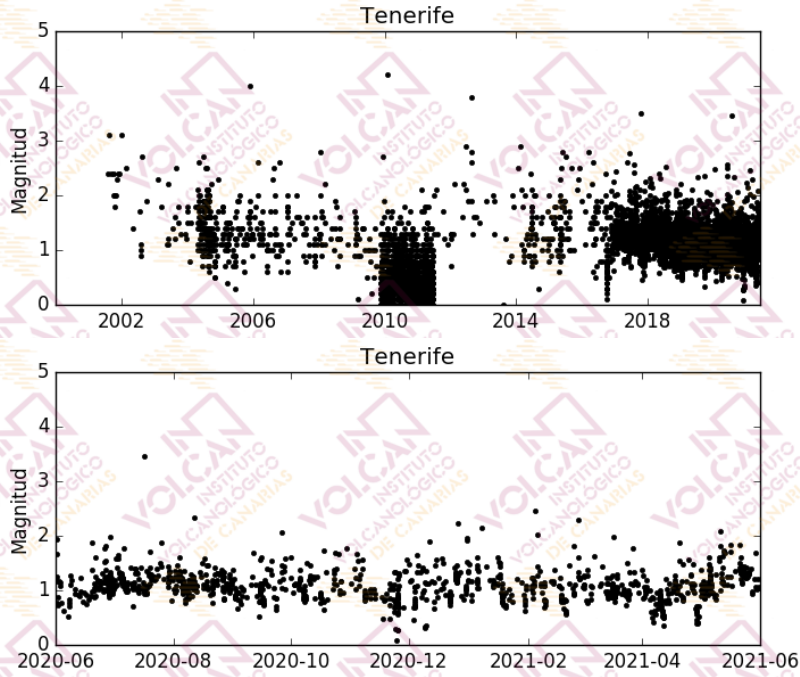 Tenerife
5
4
3
2
1
0
Magnitud
2002 2006 2010 2014 2018
Tenerife
5
4
3
2
1
0
Magnitud
2020-06 2020-08 2020-10 2020-12 2021-02 2021-04 2021-06
INVOLCAN
INSTITUTO
VOLCANOLÓGICO
DE CANARIAS